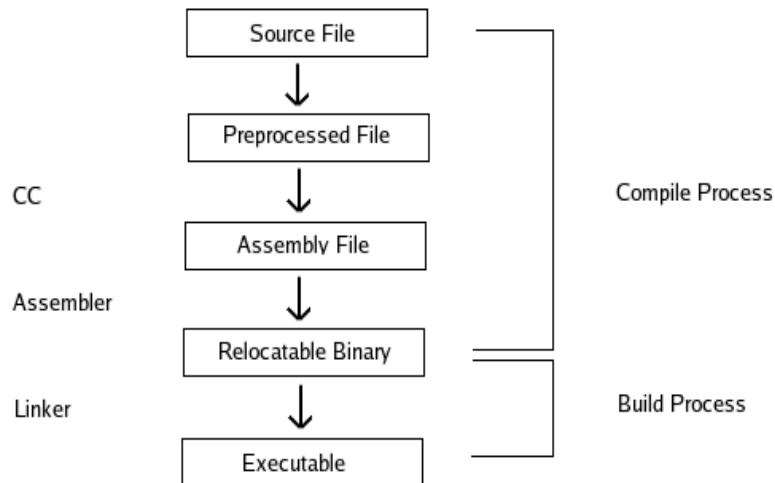 Source File
Preprocessed File
CC
Compile Process
Assembly File
Assembler
Relocatable Binary
Linker
Build Process
Executable